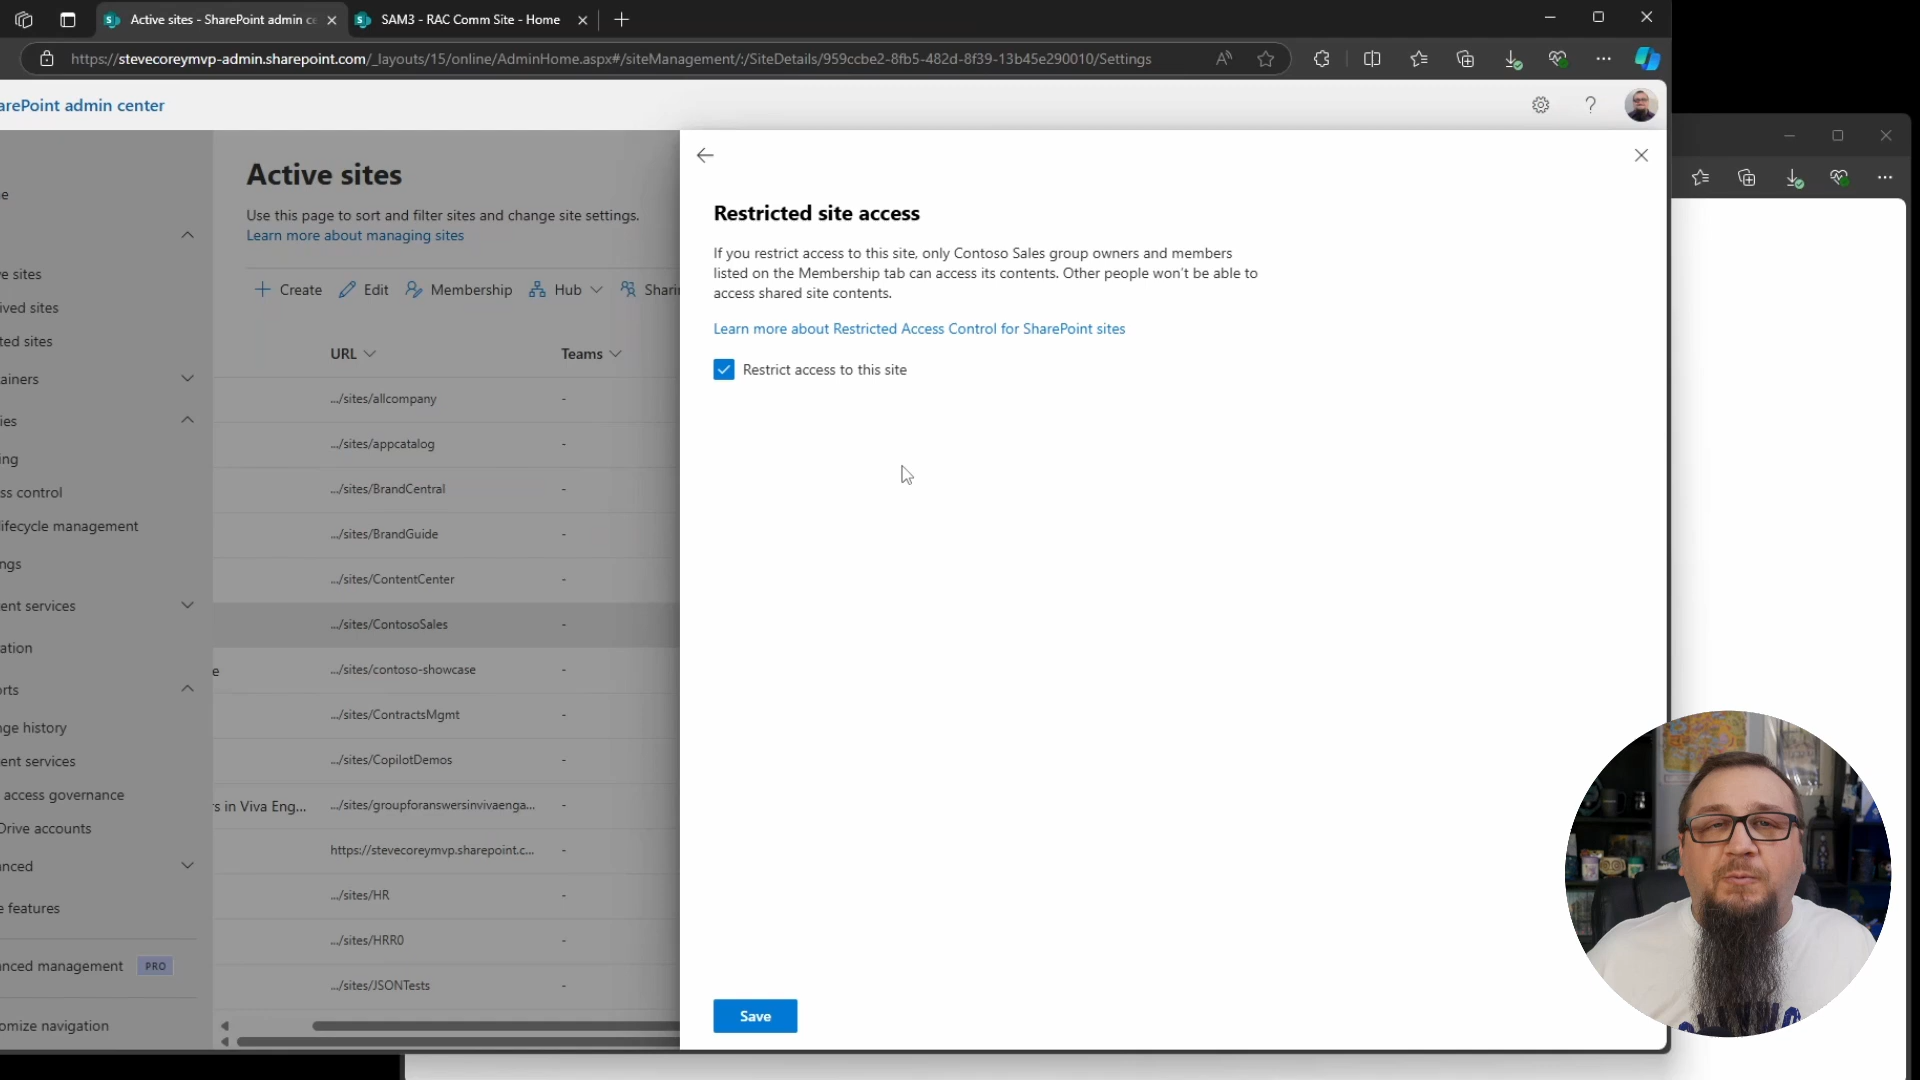 Active sites - SharePoint admin ce
SAM3 - RAC Comm Site - Home
https://stevecoreymvp-admin.sharepoint.com/_layouts/15/online/AdminHome.aspx#/siteManagement/:/SiteDetails/959ccbe2-8fb5-482d-8f39-13b45e290010/Settings
arePoint admin center
e
ve sites
ived sites
ted sites
ainers
ies
ing
ss control
lifecycle management
ngs
ent services
ation
orts
nge history
ent services
access governance
Drive accounts
nced
e features
nced management PRO
omize navigation
Active sites
Use this page to sort and filter sites and change site settings.
Learn more about managing sites
Create Edit Membership Hub Sharin
URL Teams
.../sites/allcompany -
.../sites/appcatalog -
.../sites/BrandCentral -
.../sites/BrandGuide -
.../sites/ContentCenter -
.../sites/ContosoSales -
e .../sites/contoso-showcase -
.../sites/ContractsMgmt -
.../sites/CopilotDemos -
rs in Viva Eng... .../sites/groupforanswersinvivaenga... -
https://stevecoreymvp.sharepoint.c... -
.../sites/HR -
.../sites/HRR0 -
.../sites/JSONTests -
Restricted site access
If you restrict access to this site, only Contoso Sales group owners and members
listed on the Membership tab can access its contents. Other people won't be able to
access shared site contents.
Learn more about Restricted Access Control for SharePoint sites
Restrict access to this site
Save